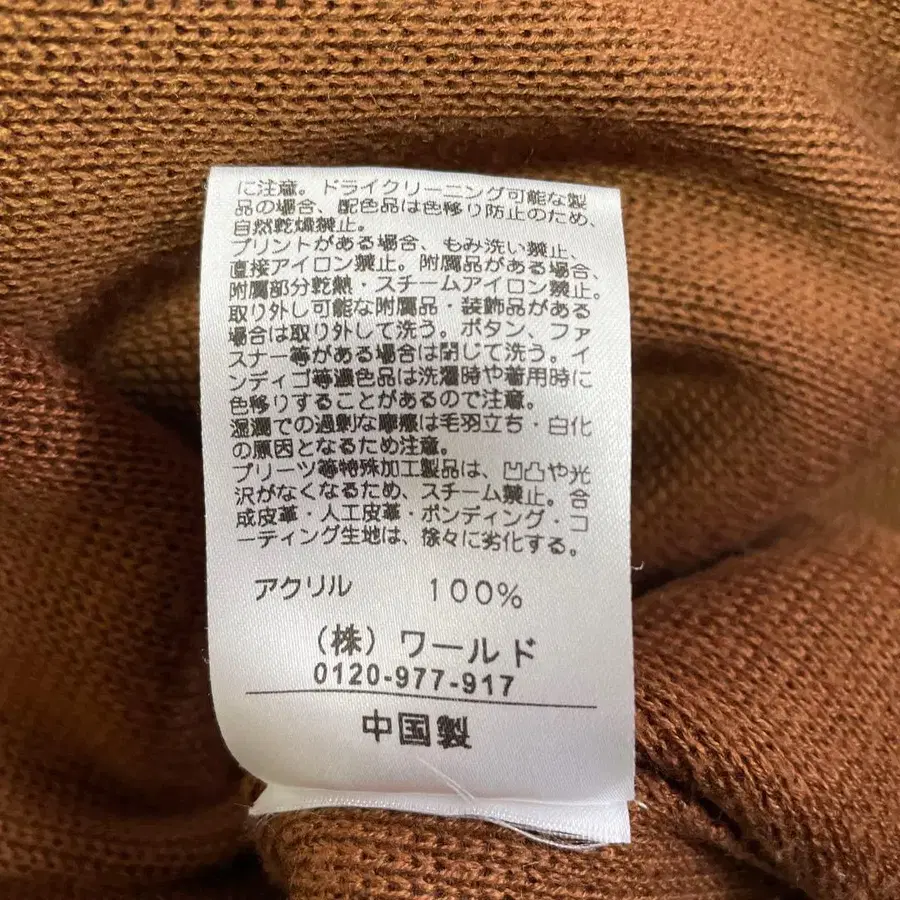 に注意。ドライクリーニング可能な製
品の場合、配色品は色移り防止のため、
自然乾燥禁止。
プリントがある場合、もみ洗い禁止、
直接アイロン禁止。付属品がある場合、
附属部分乾熱・スチームアイロン禁止。
取り外し可能な附属品・装飾品がある
場合は取り外して洗う。ボタン、ファ
スナー等がある場合は閉じて洗う。イ
ンディゴ等濃色品は洗濯時や着用時に
色移りすることがあるので注意。
湿潤での過剰な摩擦は毛羽立ち・白化
の原因となるため注意。
プリーツ等特殊加工製品は、凹凸や光
沢がなくなるため、スチーム禁止。合
成皮革・人工皮革・ボンディング・コ
ーティング生地は、徐々に劣化する。
アクリル 100%
(株)ワールド
0120-977-917
中国製